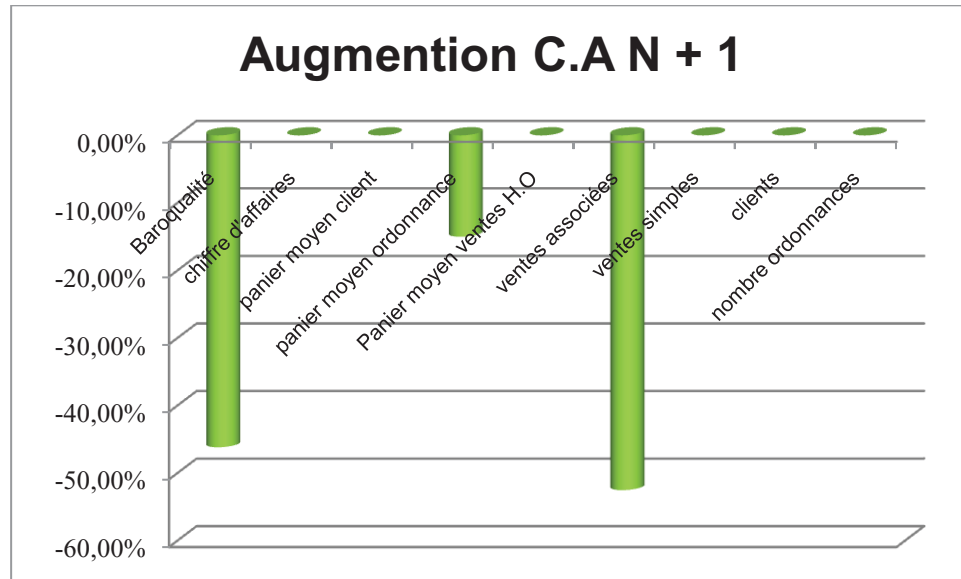 Augmention C.A N + 1
0,00%
-10,00%
-20,00%
-30,00%
-40,00%
-50,00%
-60,00%
Baroqualité
chiffre d'affaires
panier moyen client
panier moyen ordonnance
Panier moyen ventes H.O
ventes associées
ventes simples
clients
nombre ordonnances